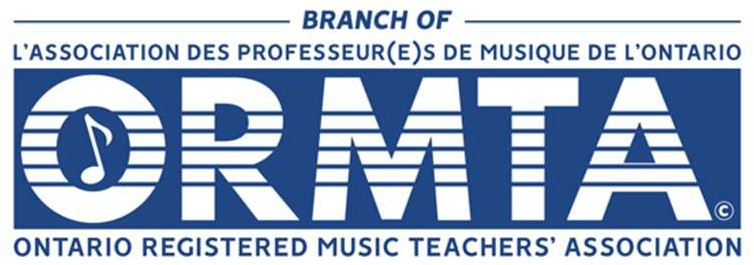 BRANCH OF
L'ASSOCIATION DES PROFESSEUR(E)S DE MUSIQUE DE L'ONTARIO
ORMTA ©
ONTARIO REGISTERED MUSIC TEACHERS' ASSOCIATION